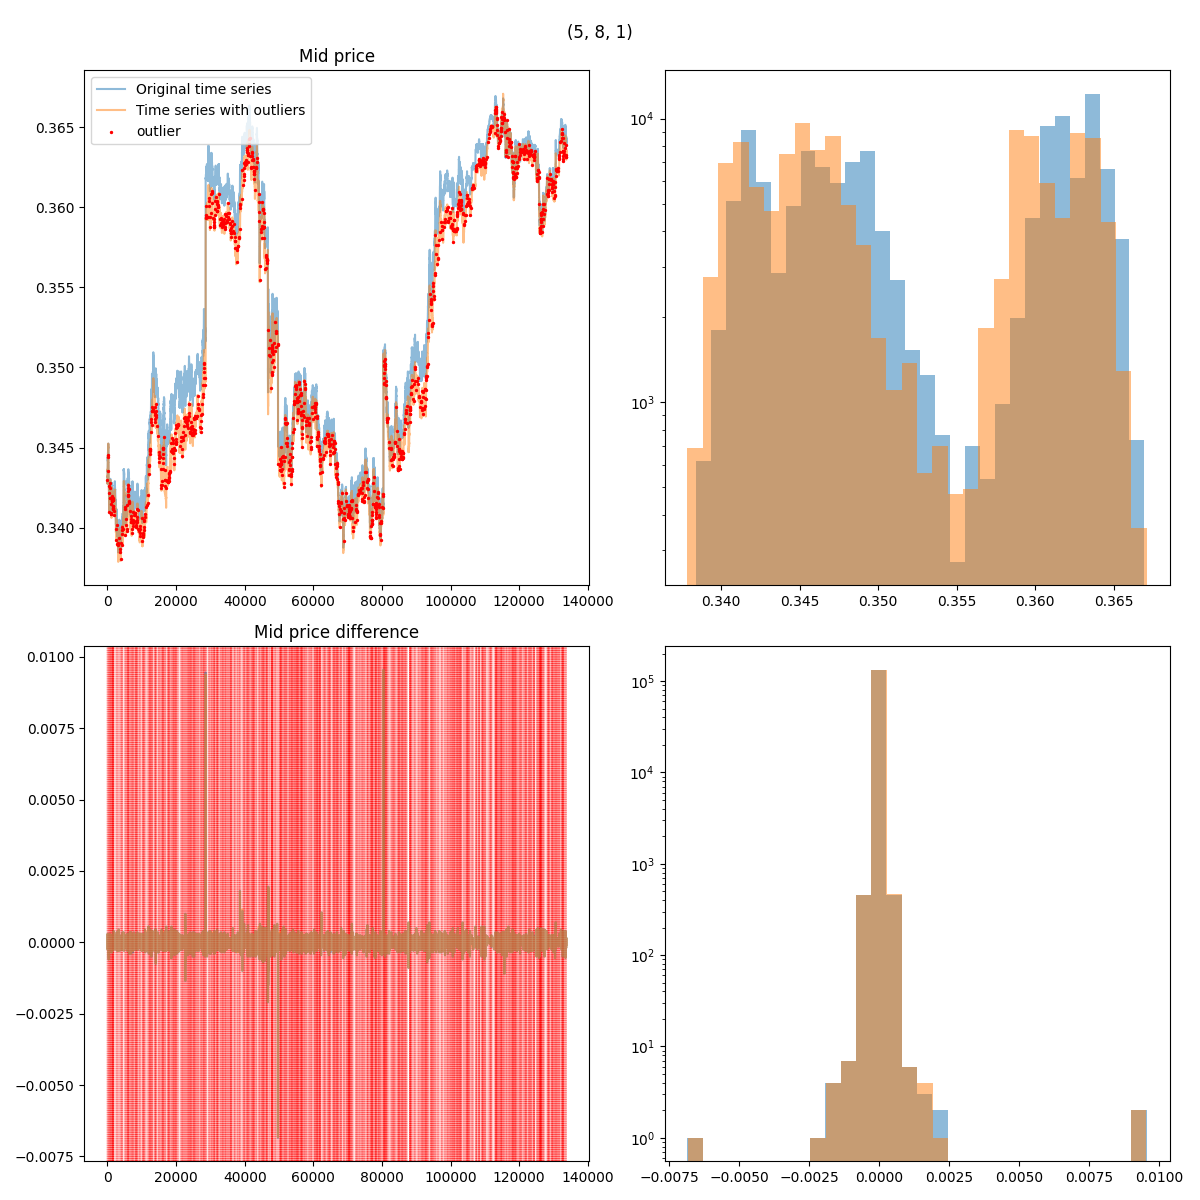 (5, 8, 1)
Mid price
Original time series
Time series with outliers
outlier
0.365
0.360
0.355
0.350
0.345
0.340
0 20000 40000 60000 80000 100000 120000 140000
10^4
10^3
0.340 0.345 0.350 0.355 0.360 0.365
Mid price difference
0.0100
0.0075
0.0050
0.0025
0.0000
−0.0025
−0.0050
−0.0075
0 20000 40000 60000 80000 100000 120000 140000
10^5
10^4
10^3
10^2
10^1
10^0
−0.0075 −0.0050 −0.0025 0.0000 0.0025 0.0050 0.0075 0.0100